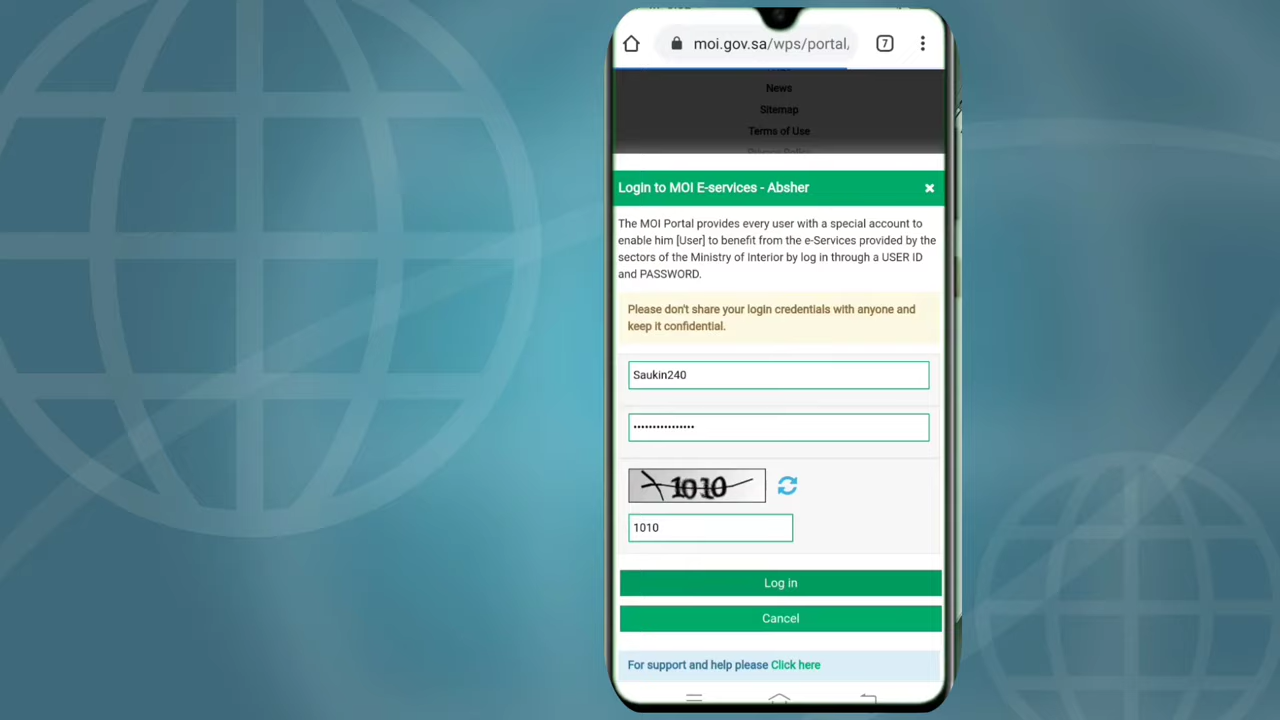 moi.gov.sa/wps/portal,
7
News
Sitemap
Terms of Use
Privacy Policy
Login to MOI E-services - Absher
The MOI Portal provides every user with a special account to
enable him [User] to benefit from the e-Services provided by the
sectors of the Ministry of Interior by log in through a USER ID
and PASSWORD.
Please don't share your login credentials with anyone and
keep it confidential.
Saukin240
••••••••••••••••
1010
1010
Log in
Cancel
For support and help please Click here